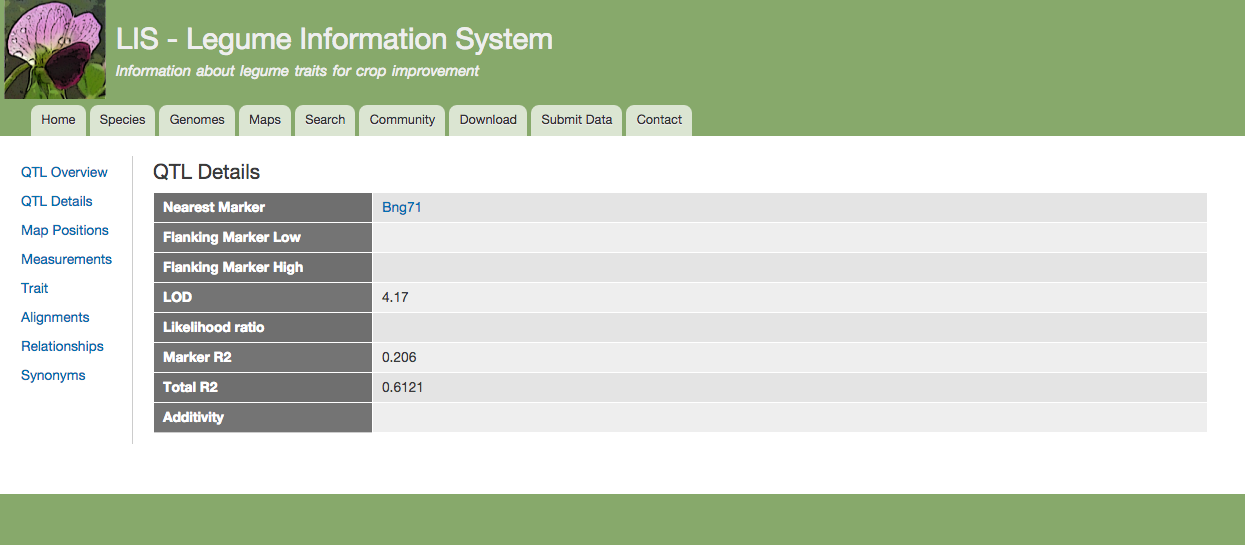 LIS - Legume Information System
Information about legume traits for crop improvement
Home Species Genomes Maps Search Community Download Submit Data Contact
QTL Overview
QTL Details
Map Positions
Measurements
Trait
Alignments
Relationships
Synonyms
QTL Details
Nearest Marker Bng71
Flanking Marker Low
Flanking Marker High
LOD 4.17
Likelihood ratio
Marker R2 0.206
Total R2 0.6121
Additivity